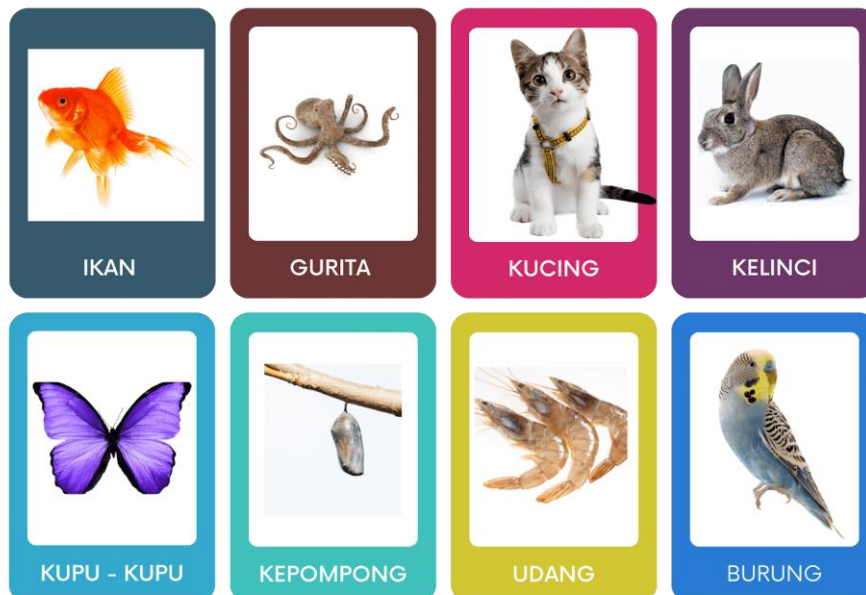 IKAN
GURITA
KUCING
KELINCI
KUPU - KUPU
KEPOMPONG
UDANG
BURUNG